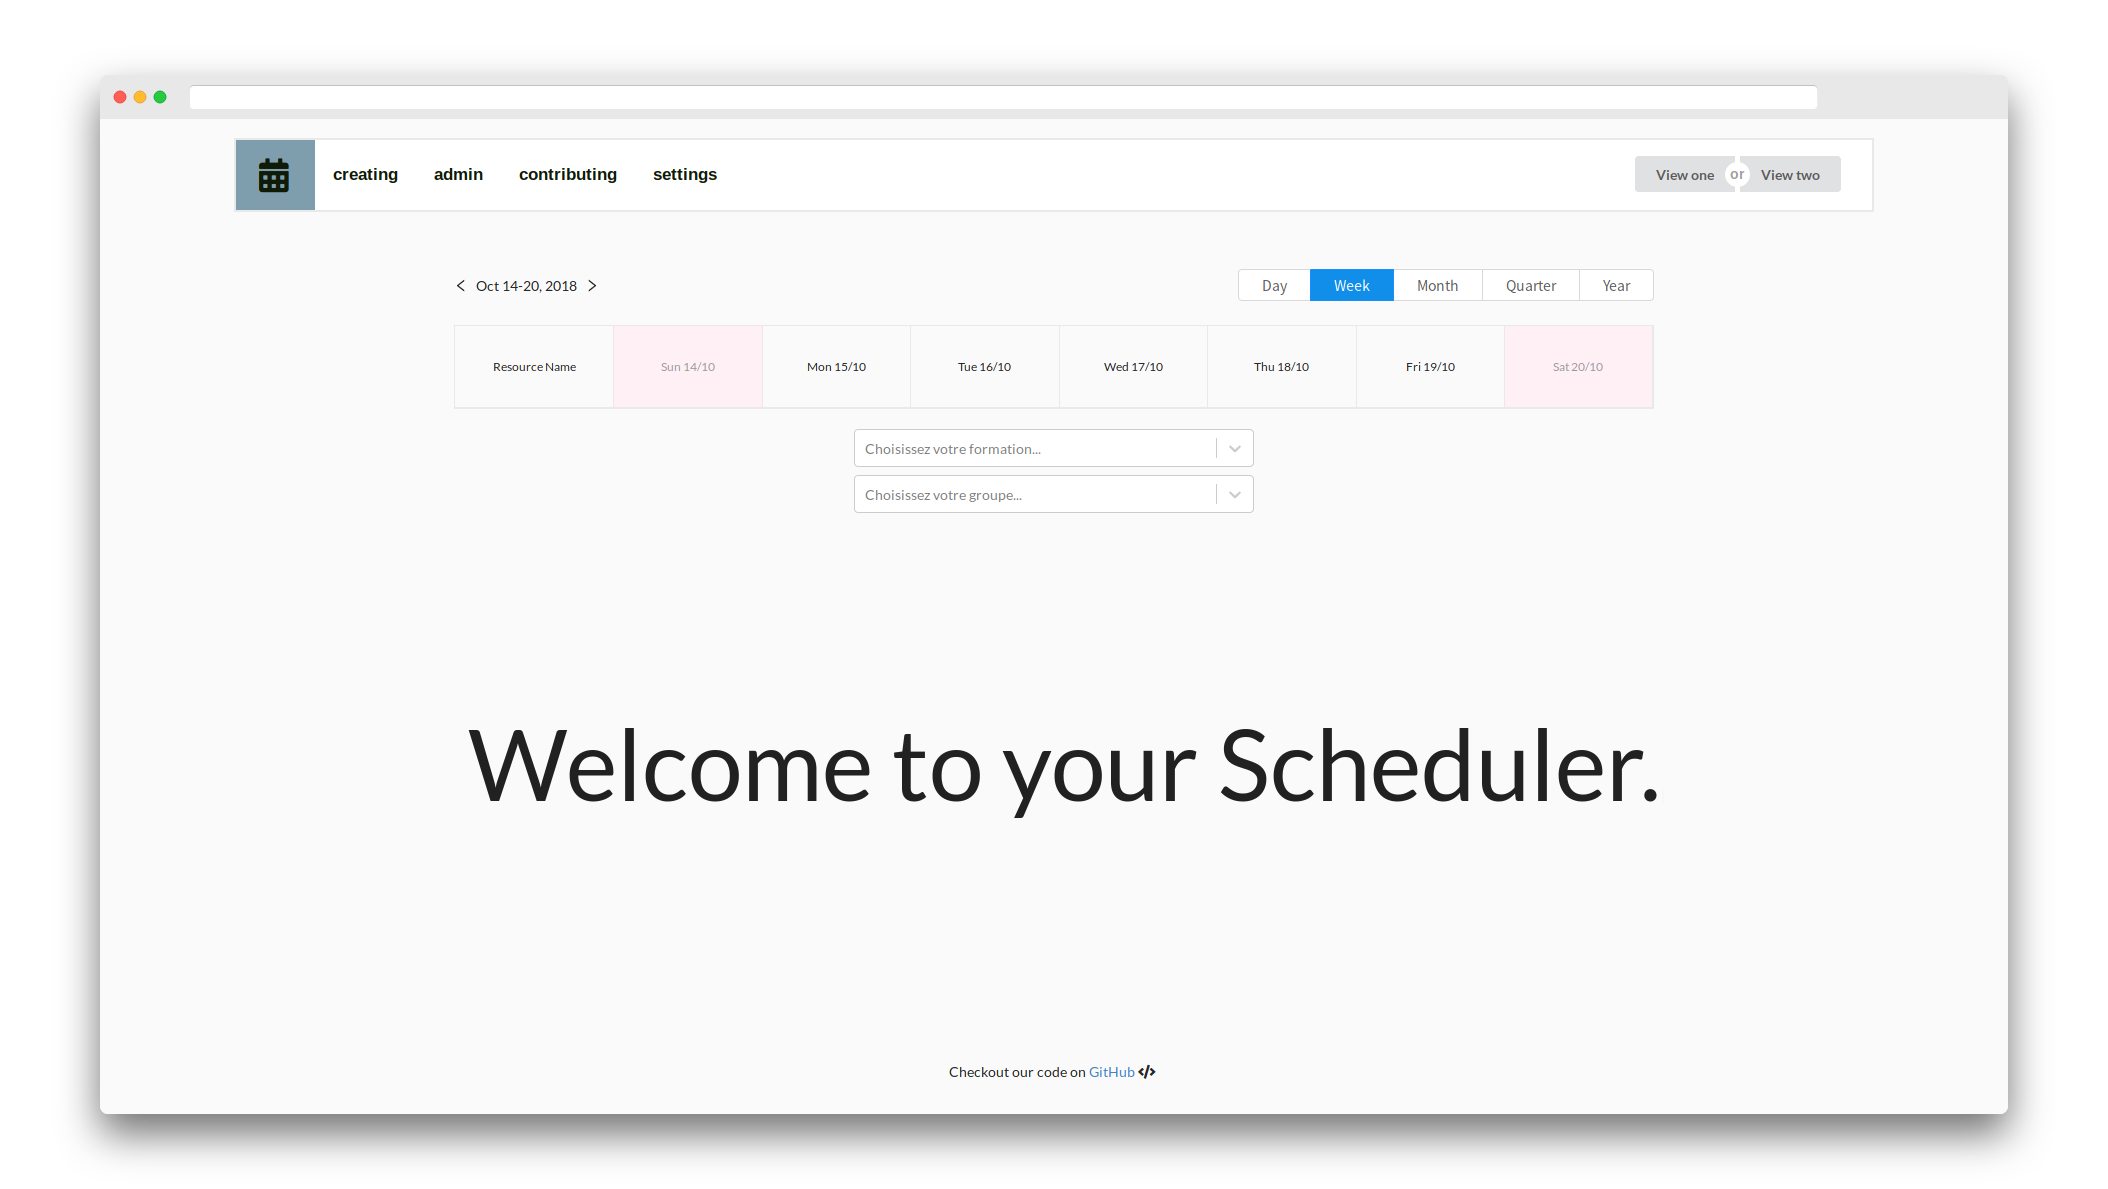 creating admin contributing settings View one or View two
Oct 14-20, 2018 Day Week Month Quarter Year
Resource Name Sun 14/10 Mon 15/10 Tue 16/10 Wed 17/10 Thu 18/10 Fri 19/10 Sat 20/10
Choisissez votre formation...
Choisissez votre groupe...
Welcome to your Scheduler.
Checkout our code on GitHub